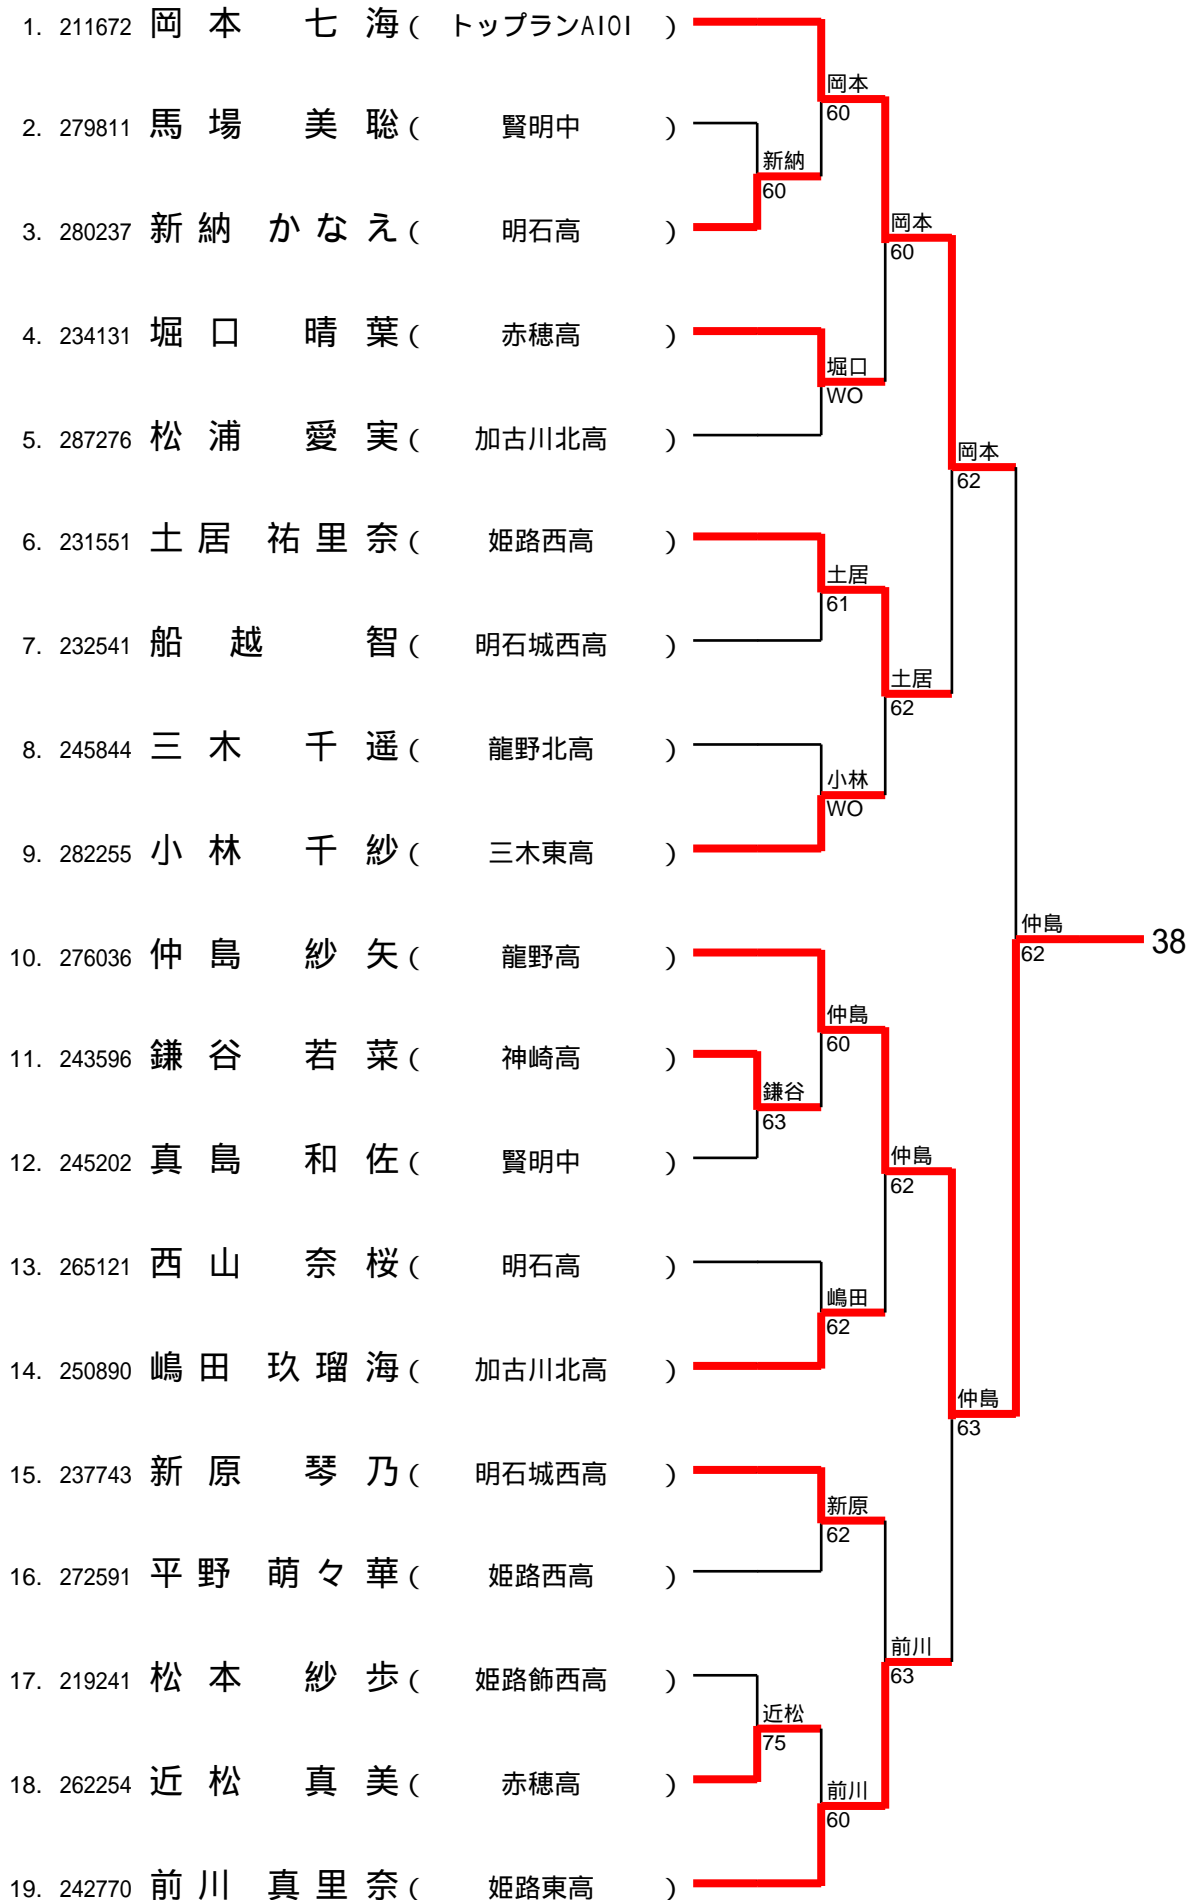 1. 211672 岡本 七海 ( トップランAIOI )
岡本
60
2. 279811 馬場 美聡 ( 賢明中 )
新納
60
3. 280237 新納 かなえ ( 明石高 )
岡本
60
4. 234131 堀口 晴葉 ( 赤穂高 )
堀口
WO
5. 287276 松浦 愛実 ( 加古川北高 )
岡本
62
6. 231551 土居 祐里奈 ( 姫路西高 )
土居
61
7. 232541 船越 智 ( 明石城西高 )
土居
62
8. 245844 三木 千遥 ( 龍野北高 )
小林
WO
9. 282255 小林 千紗 ( 三木東高 )
仲島
62
38
10. 276036 仲島 紗矢 ( 龍野高 )
仲島
60
11. 243596 鎌谷 若菜 ( 神崎高 )
鎌谷
63
12. 245202 真島 和佐 ( 賢明中 )
仲島
62
13. 265121 西山 奈桜 ( 明石高 )
嶋田
62
14. 250890 嶋田 玖瑠海 ( 加古川北高 )
仲島
63
15. 237743 新原 琴乃 ( 明石城西高 )
新原
62
16. 272591 平野 萌々華 ( 姫路西高 )
前川
63
17. 219241 松本 紗歩 ( 姫路飾西高 )
近松
75
18. 262254 近松 真美 ( 赤穂高 )
前川
60
19. 242770 前川 真里奈 ( 姫路東高 )